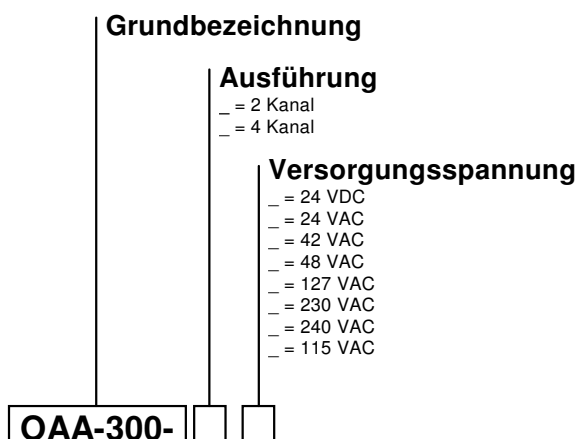 Grundbezeichnung
Ausführung
_ = 2 Kanal
_ = 4 Kanal
Versorgungsspannung
_ = 24 VDC
_ = 24 VAC
_ = 42 VAC
_ = 48 VAC
_ = 127 VAC
_ = 230 VAC
_ = 240 VAC
_ = 115 VAC
OAA-300-